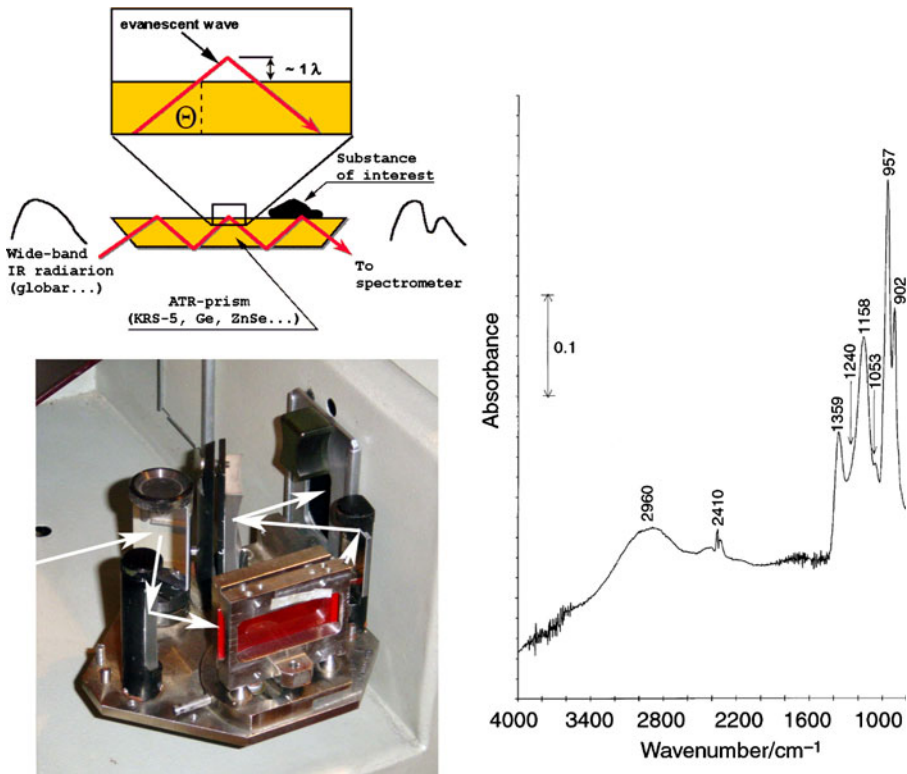 evanescent wave
~ 1 λ
Θ
Substance
of interest
Wide-band
IR radiarion
(globar...)
To
spectrometer
ATR-prism
(KRS-5, Ge, ZnSe...)
Absorbance
0.1
2960
2410
1359
1240
1158
1053
957
902
4000 3400 2800 2200 1600 1000
Wavenumber/cm⁻¹